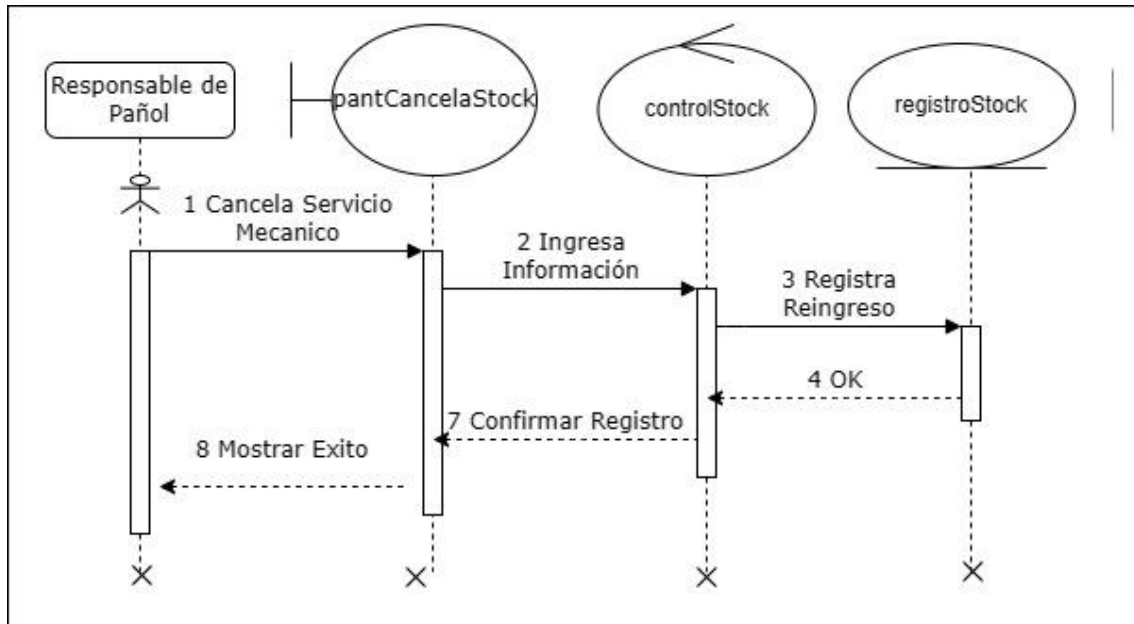 Responsable de
Pañol
pantCancelaStock
controlStock
registroStock
1 Cancela Servicio
Mecanico
2 Ingresa
Información
3 Registra
Reingreso
4 OK
7 Confirmar Registro
8 Mostrar Exito